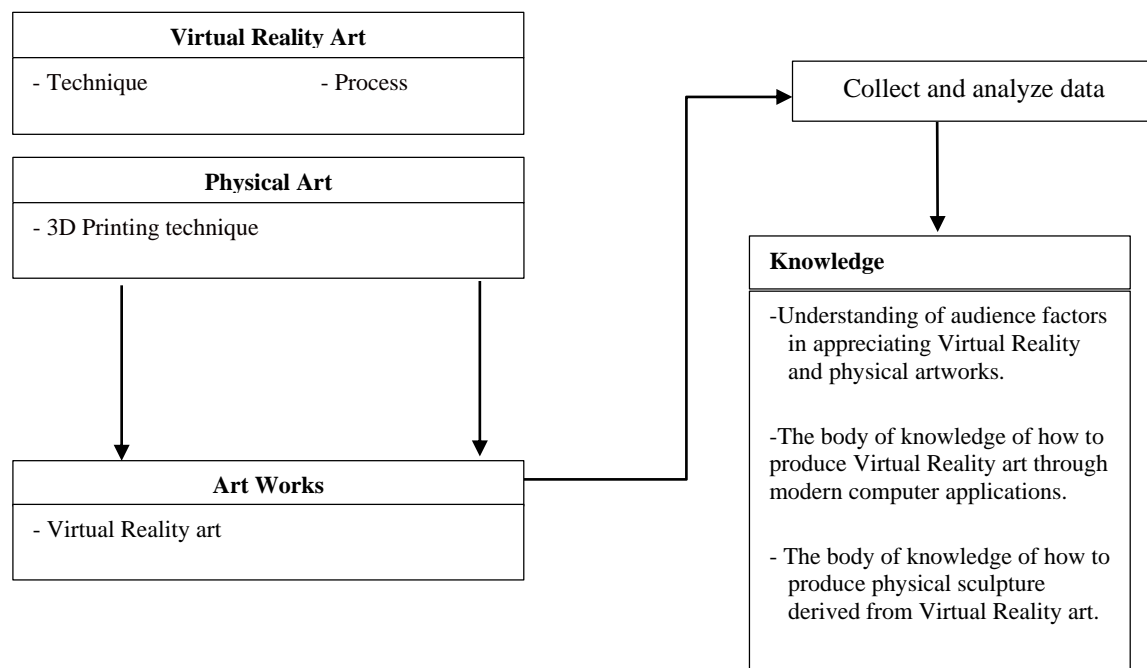 Virtual Reality Art
- Technique - Process
Physical Art
- 3D Printing technique
Art Works
- Virtual Reality art
Collect and analyze data
Knowledge
-Understanding of audience factors
in appreciating Virtual Reality
and physical artworks.
-The body of knowledge of how to
produce Virtual Reality art through
modern computer applications.
- The body of knowledge of how to
produce physical sculpture
derived from Virtual Reality art.